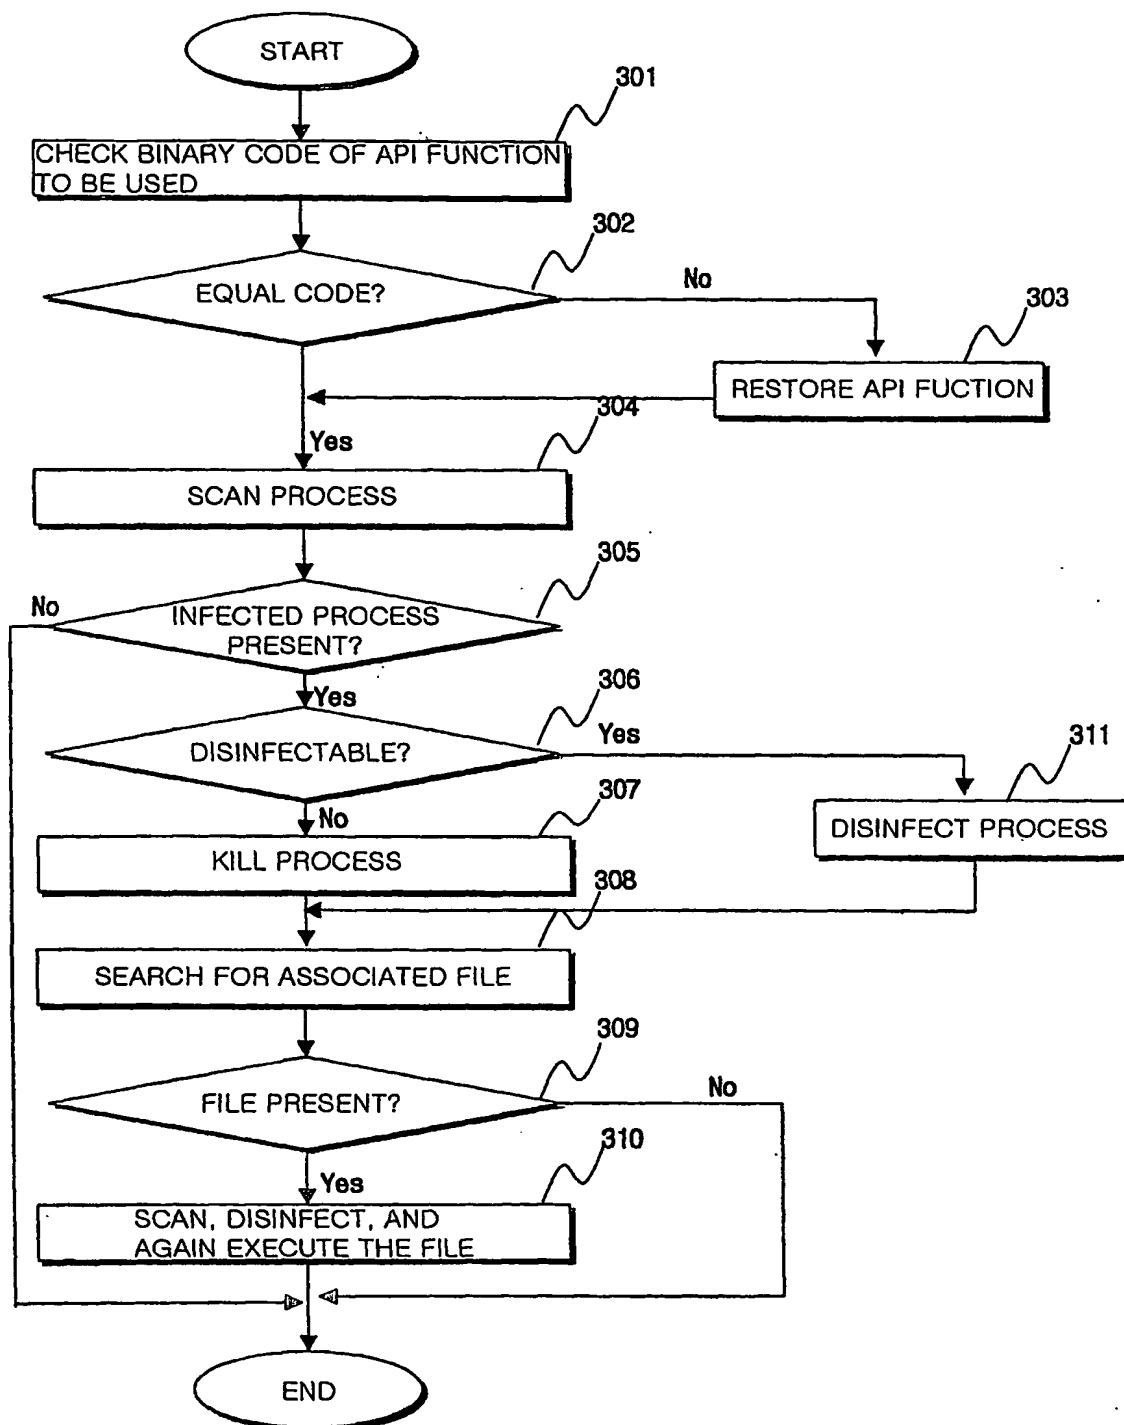 START
301
CHECK BINARY CODE OF API FUNCTION
TO BE USED
302
EQUAL CODE?
No
303
RESTORE API FUCTION
304
Yes
SCAN PROCESS
305
No
INFECTED PROCESS
PRESENT?
306
Yes
DISINFECTABLE?
Yes
311
307
No
DISINFECT PROCESS
KILL PROCESS
308
SEARCH FOR ASSOCIATED FILE
309
No
FILE PRESENT?
310
Yes
SCAN, DISINFECT, AND
AGAIN EXECUTE THE FILE
END